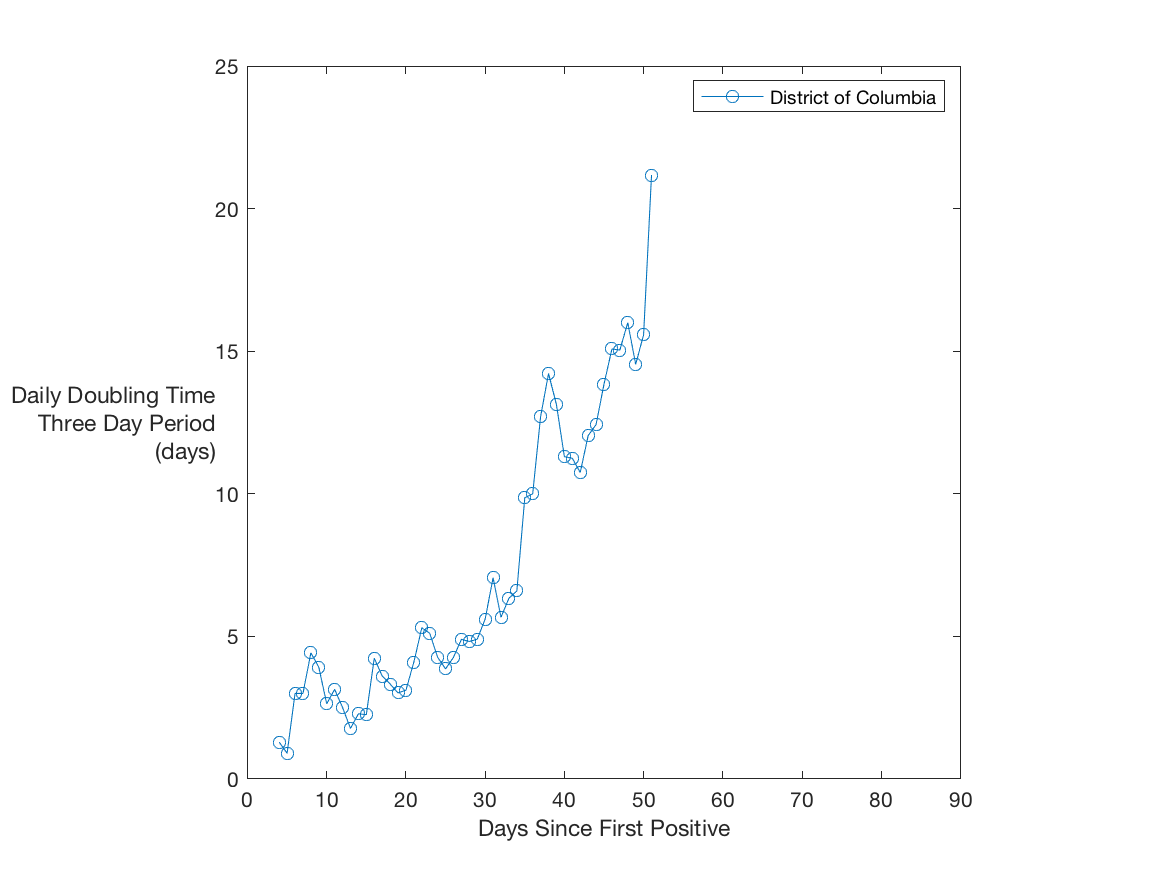 25
District of Columbia
20
15
Daily Doubling Time
Three Day Period
(days)
10
5
0
0 10 20 30 40 50 60 70 80 90
Days Since First Positive